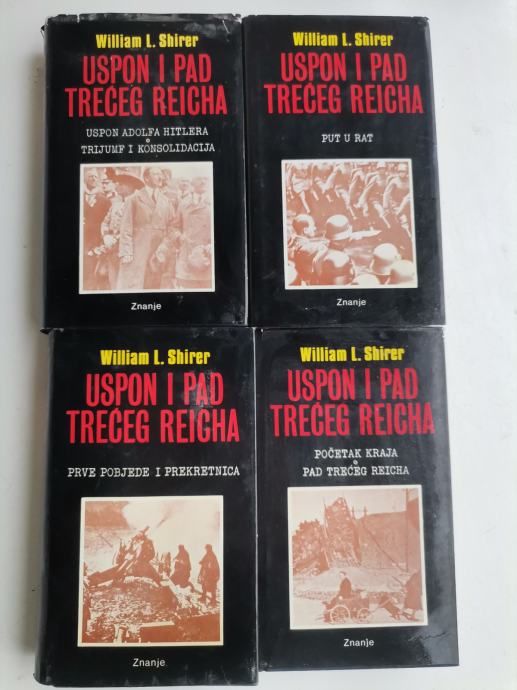 William L. Shirer
USPON I PAD
TREĆEG REICHA
USPON ADOLFA HITLERA
TRIJUMF I KONSOLIDACIJA
Znanje
William L. Shirer
USPON I PAD
TREĆEG REICHA
PUT U RAT
Znanje
William L. Shirer
USPON I PAD
TREĆEG REICHA
PRVE POBJEDE I PREKRETNICA
Znanje
William L. Shirer
USPON I PAD
TREĆEG REICHA
POČETAK KRAJA
PAD TREĆEG REICHA
Znanje